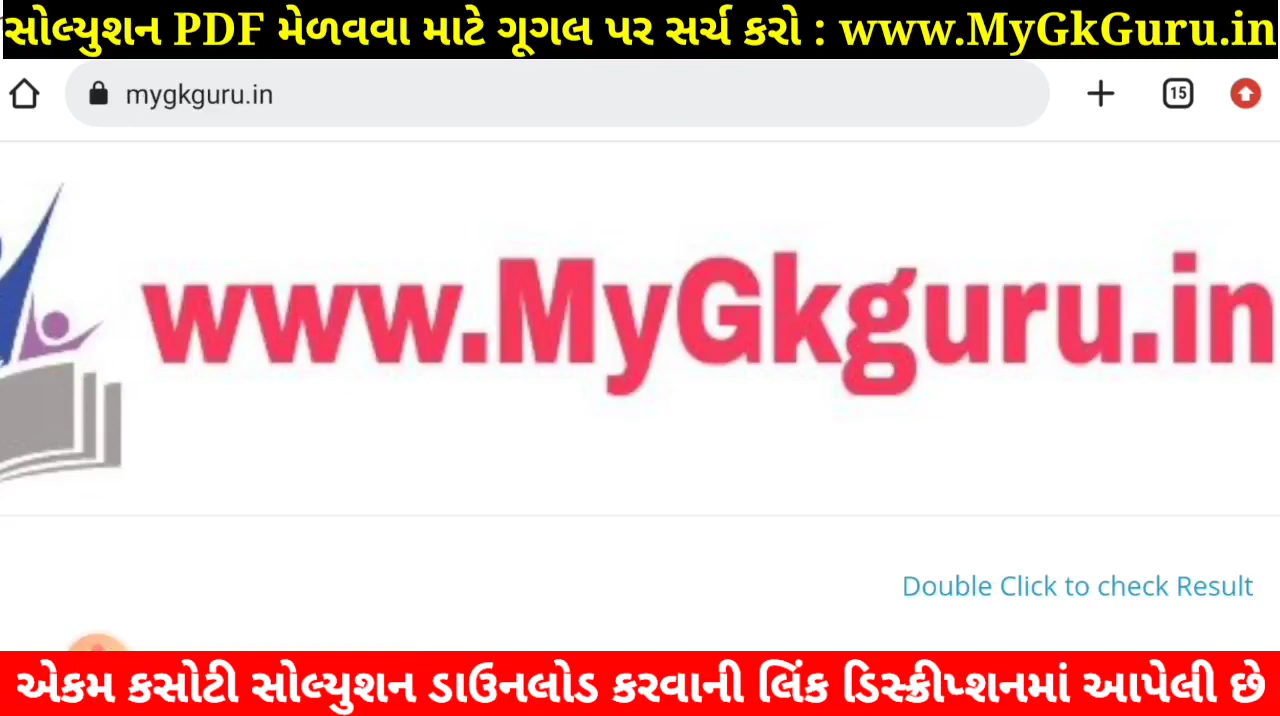 સોલ્યુશન PDF મેળવવા માટે ગૂગલ પર સર્ચ કરો : www.MyGkGuru.in
mygkguru.in
15
www.MyGkguru.in
Double Click to check Result
એકમ કસોટી સોલ્યુશન ડાઉનલોડ કરવાની લિંક ડિસ્ક્રીપ્શનમાં આપેલી છે